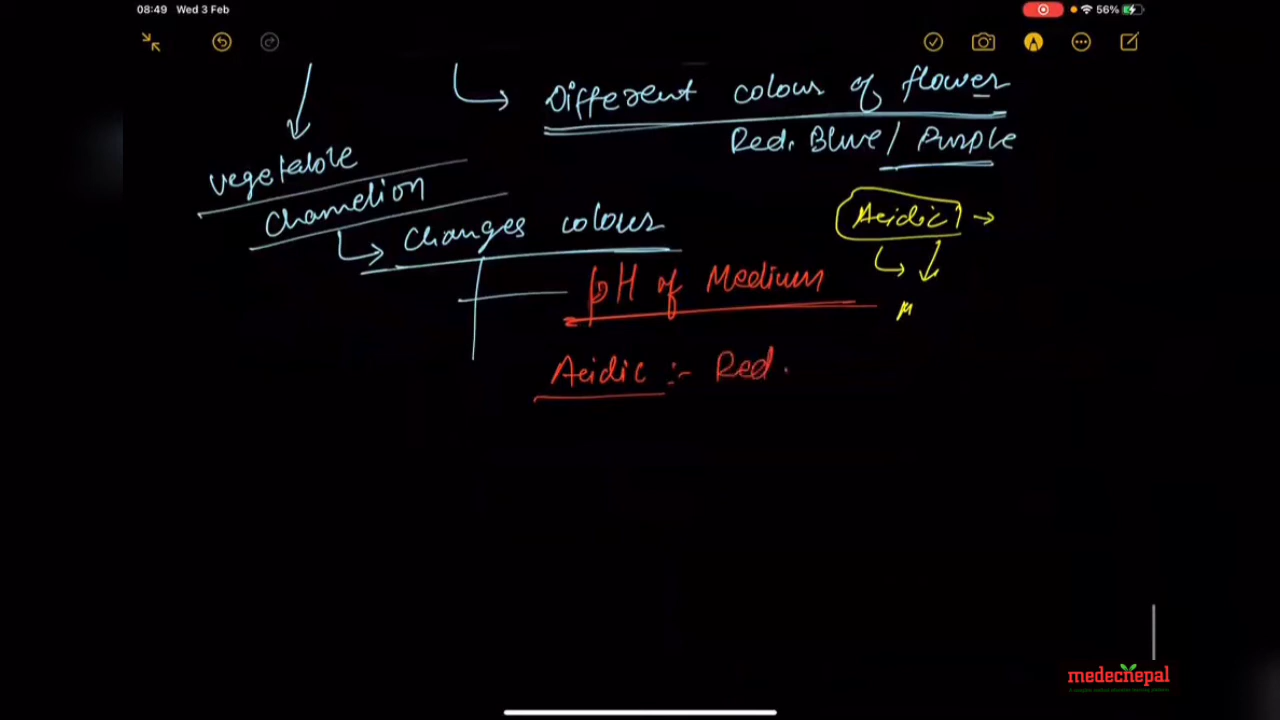 08:49 Wed 3 Feb
56%
Different colour of flower
Red. Blue/ Purple
vegetable
Chamelion
Changes colours
Acidic
pH of Medium
M
Acidic :- Red.
medecnepal